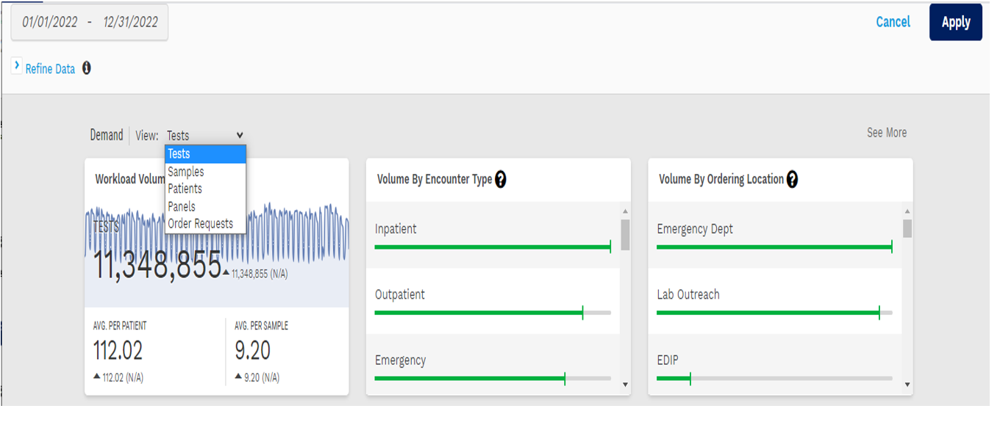 01/01/2022 - 12/31/2022
Cancel
Apply
Refine Data
Demand
View: Tests
See More
Tests
Samples
Patients
Panels
Order Requests
Workload Volum
TESTS
11,348,855
11,348,855 (N/A)
AVG. PER PATIENT
112.02
112.02 (N/A)
AVG. PER SAMPLE
9.20
9.20 (N/A)
Volume By Encounter Type ?
Inpatient
Outpatient
Emergency
Volume By Ordering Location ?
Emergency Dept
Lab Outreach
EDIP